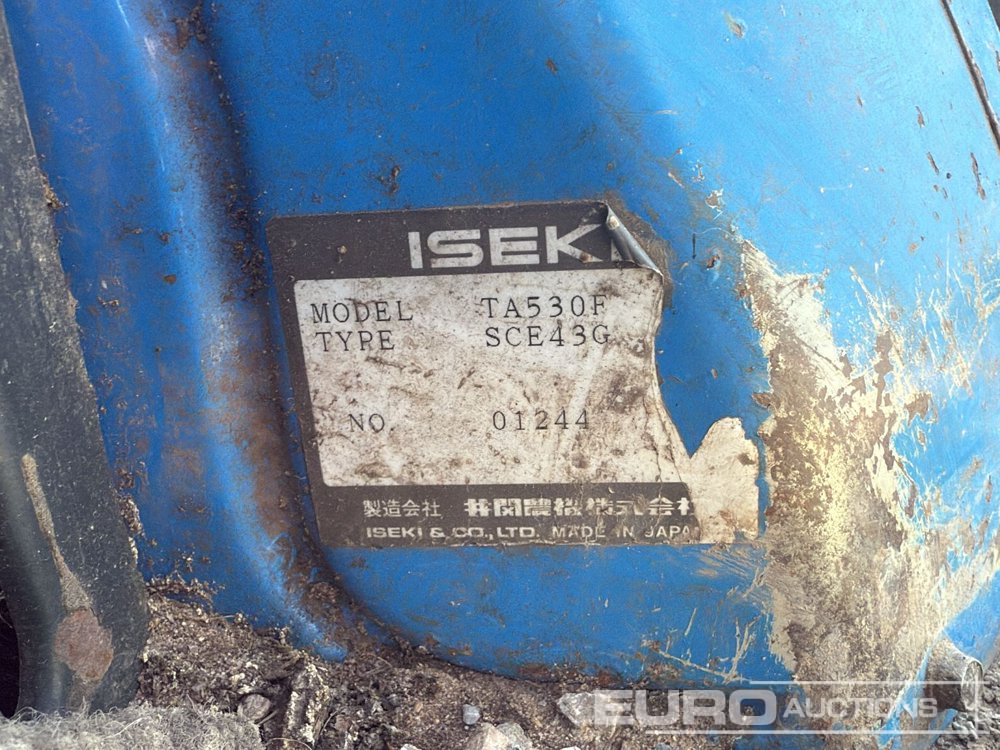 ISEKI
MODEL TA530F
TYPE SCE43G
NO. 01244
製造会社 井関農機株式会社
ISEKI & CO., LTD. MADE IN JAPA
EURO AUCTIONS